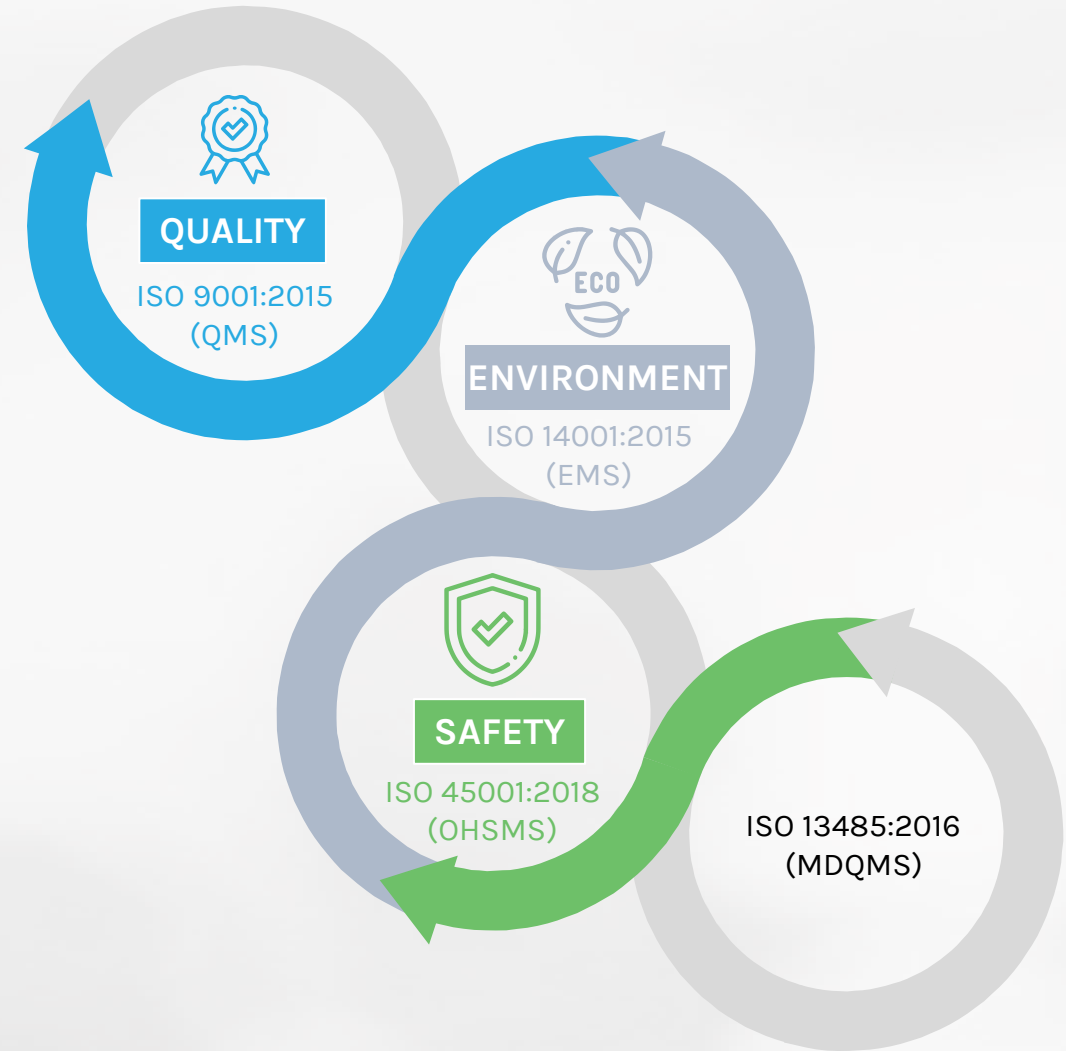 QUALITY
ISO 9001:2015
(QMS)
ECO
ENVIRONMENT
ISO 14001:2015
(EMS)
SAFETY
ISO 45001:2018
(OHSMS)
ISO 13485:2016
(MDQMS)